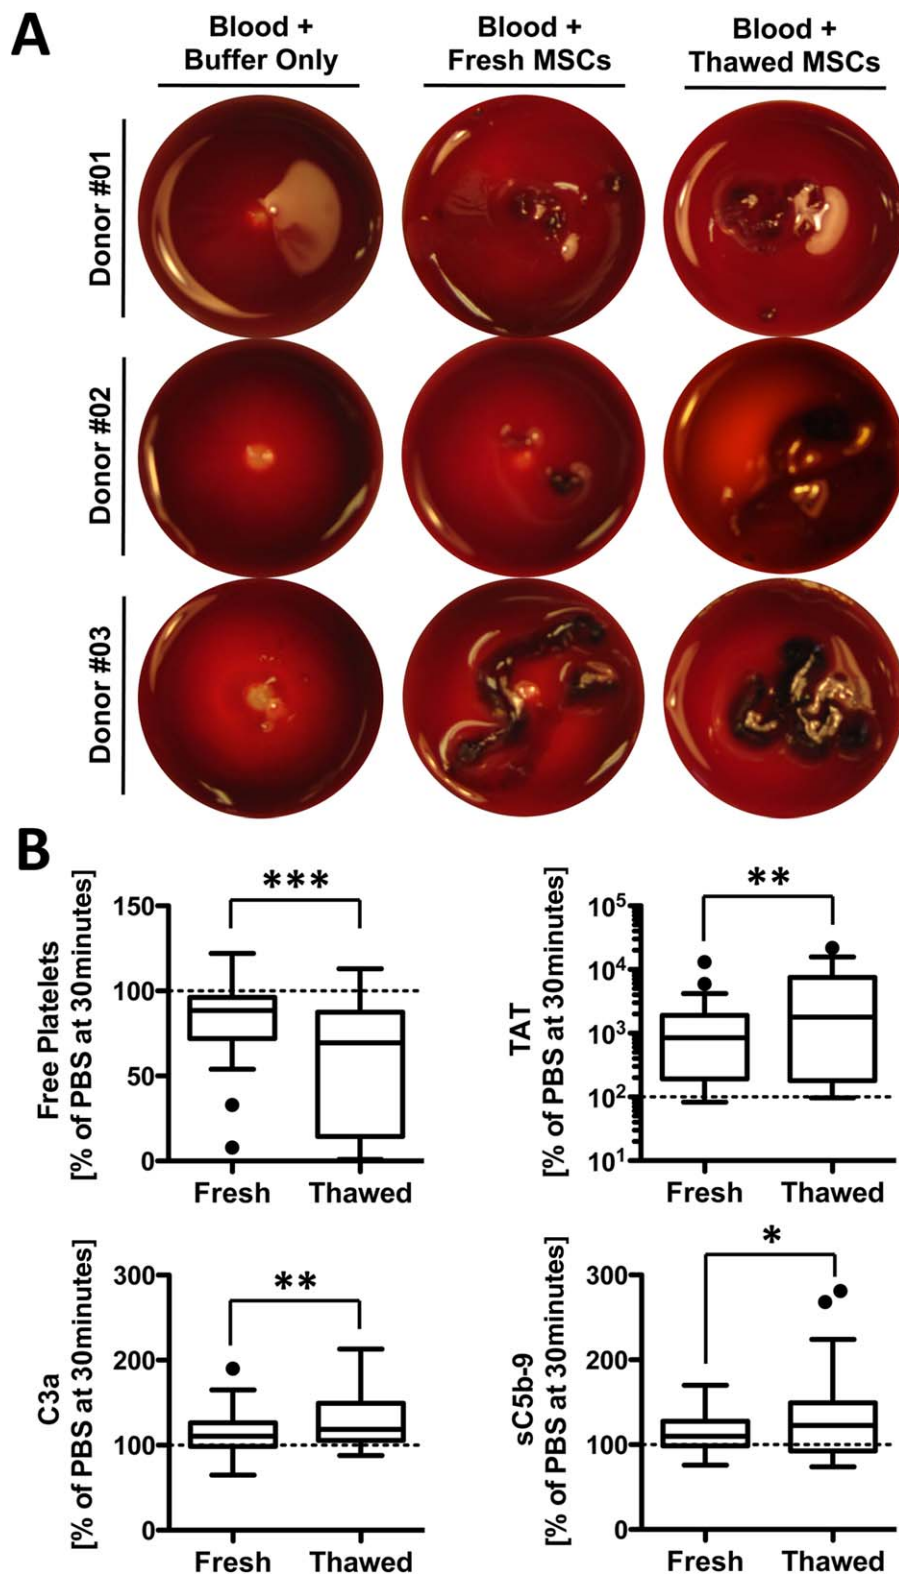 A
Blood +
Buffer Only
Blood +
Fresh MSCs
Blood +
Thawed MSCs
Donor #01
Donor #02
Donor #03
B
Free Platelets
[% of PBS at 30minutes]
150
100
50
0
***
Fresh Thawed
TAT
[% of PBS at 30minutes]
10⁵
10⁴
10³
10²
10¹
**
Fresh Thawed
C3a
[% of PBS at 30minutes]
300
200
100
0
**
Fresh Thawed
sC5b-9
[% of PBS at 30minutes]
300
200
100
0
*
Fresh Thawed